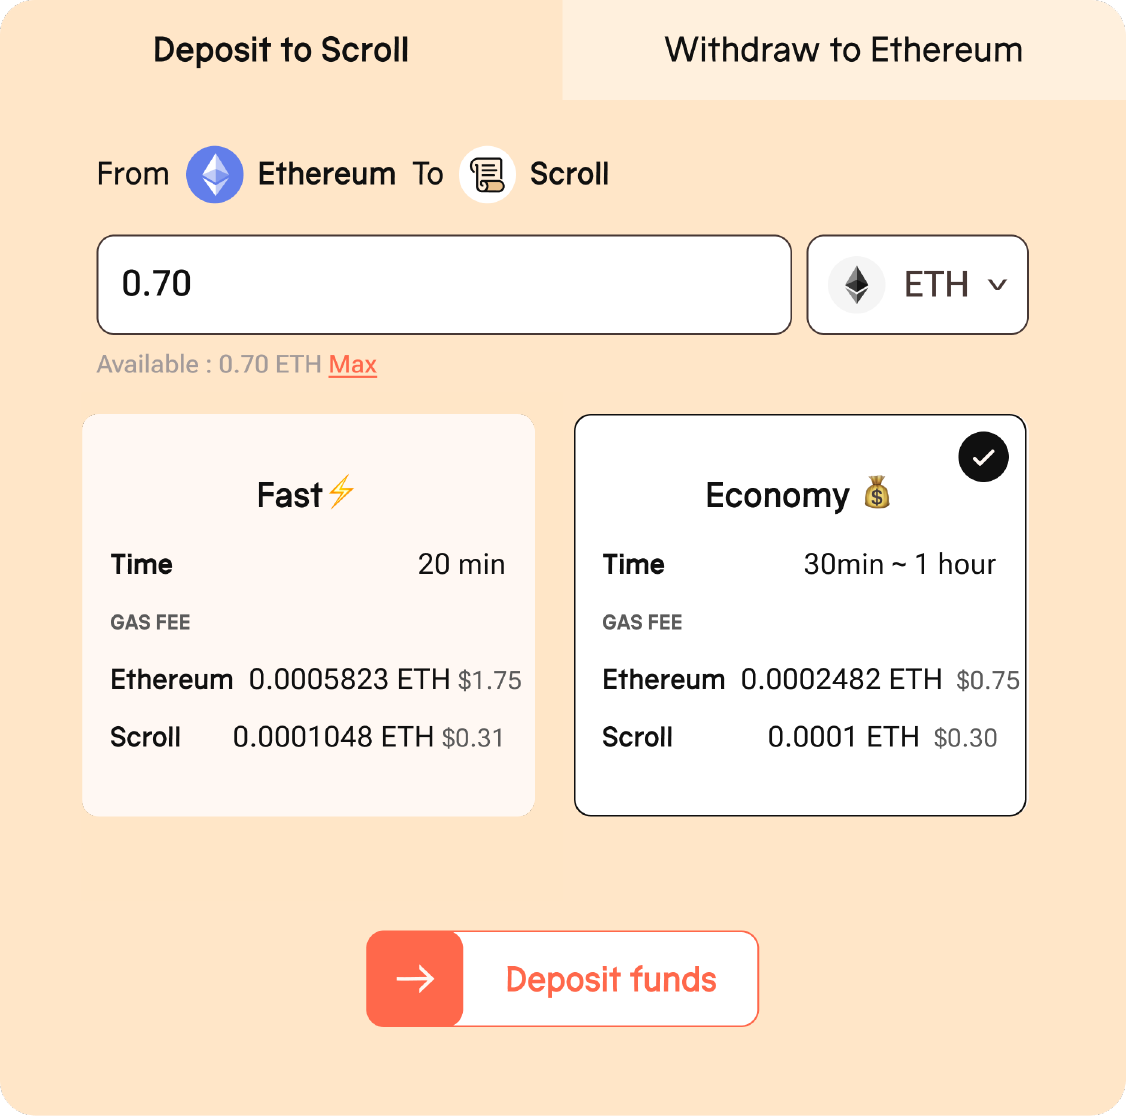 Deposit to Scroll
Withdraw to Ethereum
From Ethereum To Scroll
0.70
ETH
Available : 0.70 ETH Max
Fast⚡
Time 20 min
GAS FEE
Ethereum 0.0005823 ETH $1.75
Scroll 0.0001048 ETH $0.31
Economy 💰
Time 30min ~ 1 hour
GAS FEE
Ethereum 0.0002482 ETH $0.75
Scroll 0.0001 ETH $0.30
Deposit funds